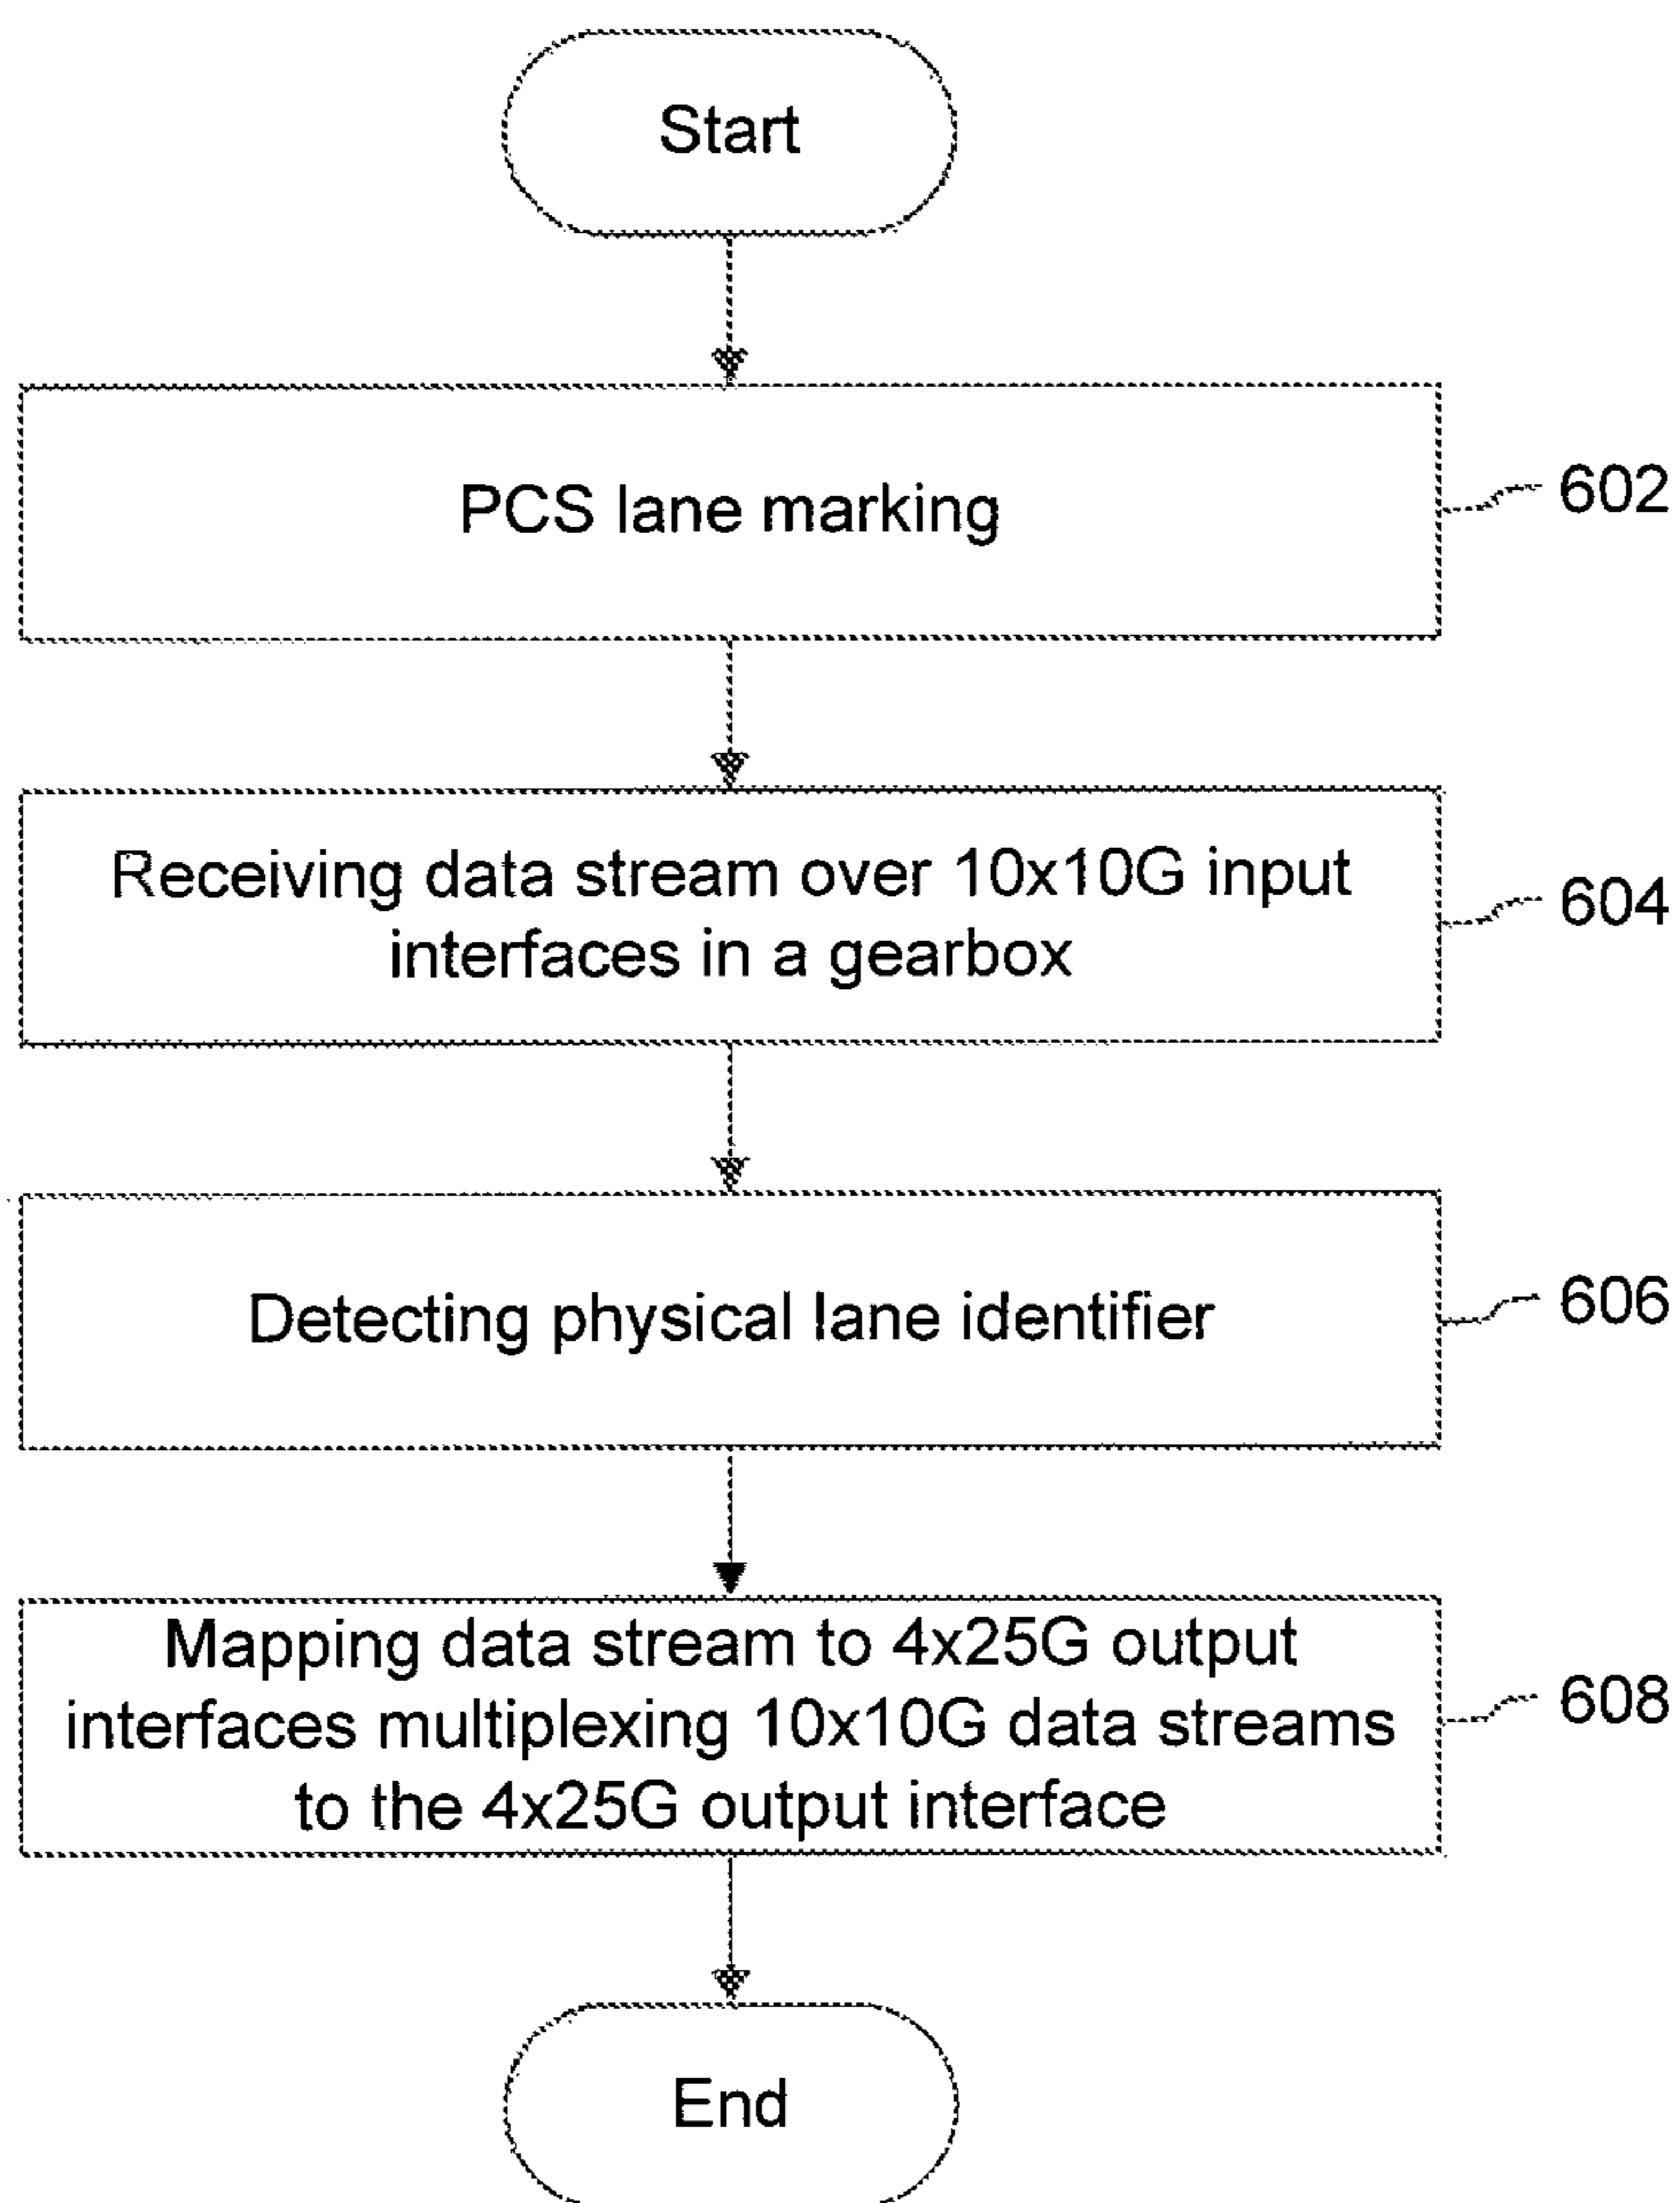 Start
PCS lane marking
602
Receiving data stream over 10x10G input
interfaces in a gearbox
604
Detecting physical lane identifier
606
Mapping data stream to 4x25G output
interfaces multiplexing 10x10G data streams
to the 4x25G output interface
608
End